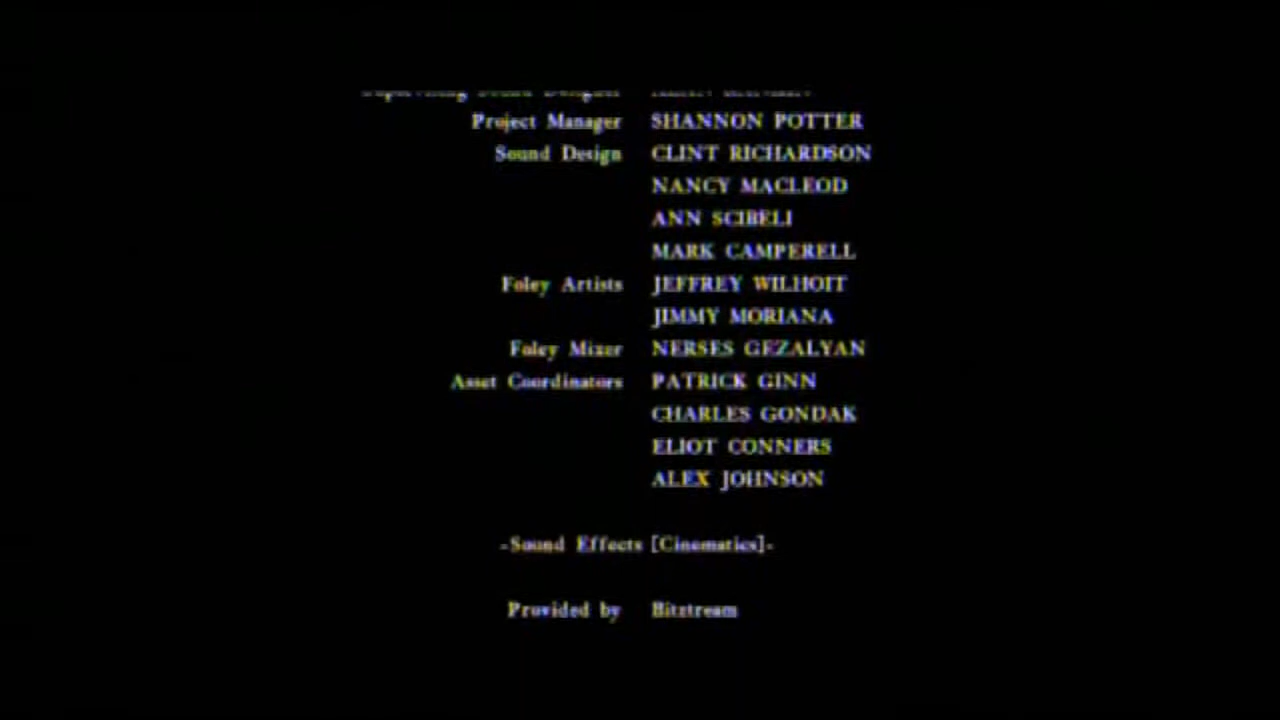 Project Manager SHANNON POTTER
Sound Design CLINT RICHARDSON
NANCY MACLEOD
ANN SCIBELI
MARK CAMPERELL
Foley Artists JEFFREY WILHOIT
JIMMY MORIANA
Foley Mixer NERSES GEZALYAN
Asset Coordinators PATRICK GINN
CHARLES GONDAK
ELIOT CONNERS
ALEX JOHNSON
-Sound Effects [Cinematics]-
Provided by Bitztream